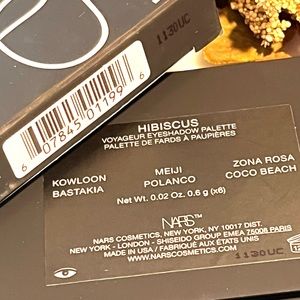 1130UC
6 07845 01199 6
HIBISCUS
VOYAGEUR EYESHADOW PALETTE
PALETTE DE FARDS À PAUPIÈRES
KOWLOON MEIJI ZONA ROSA
BASTAKIA POLANCO COCO BEACH
Net Wt. 0.02 Oz. 0.6 g (x6)
NARS™
NARS COSMETICS, NEW YORK, NY 10017 DIST.
NEW YORK - LONDON - SHISEIDO GROUP EMEA 75008 PARIS
MADE IN USA / FABRIQUÉ AUX ÉTATS UNIS
WWW.NARSCOSMETICS.COM
1130UC